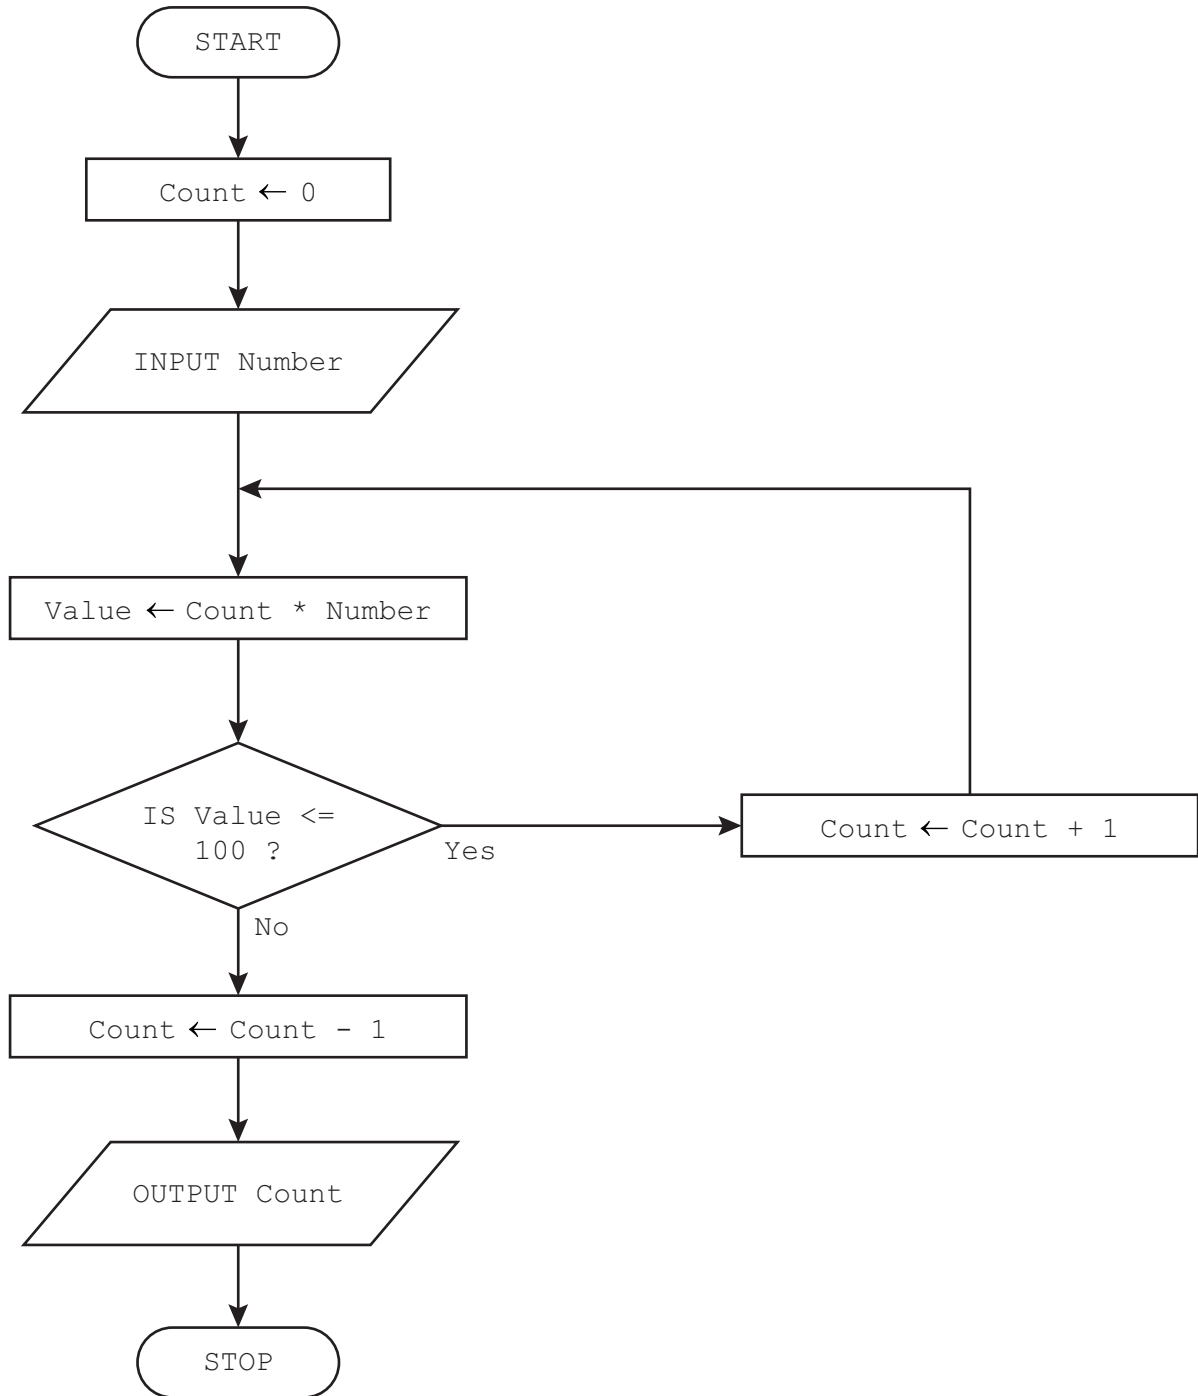 START
Count ← 0
INPUT Number
Value ← Count * Number
IS Value <=
100 ?
Yes
Count ← Count + 1
No
Count ← Count - 1
OUTPUT Count
STOP